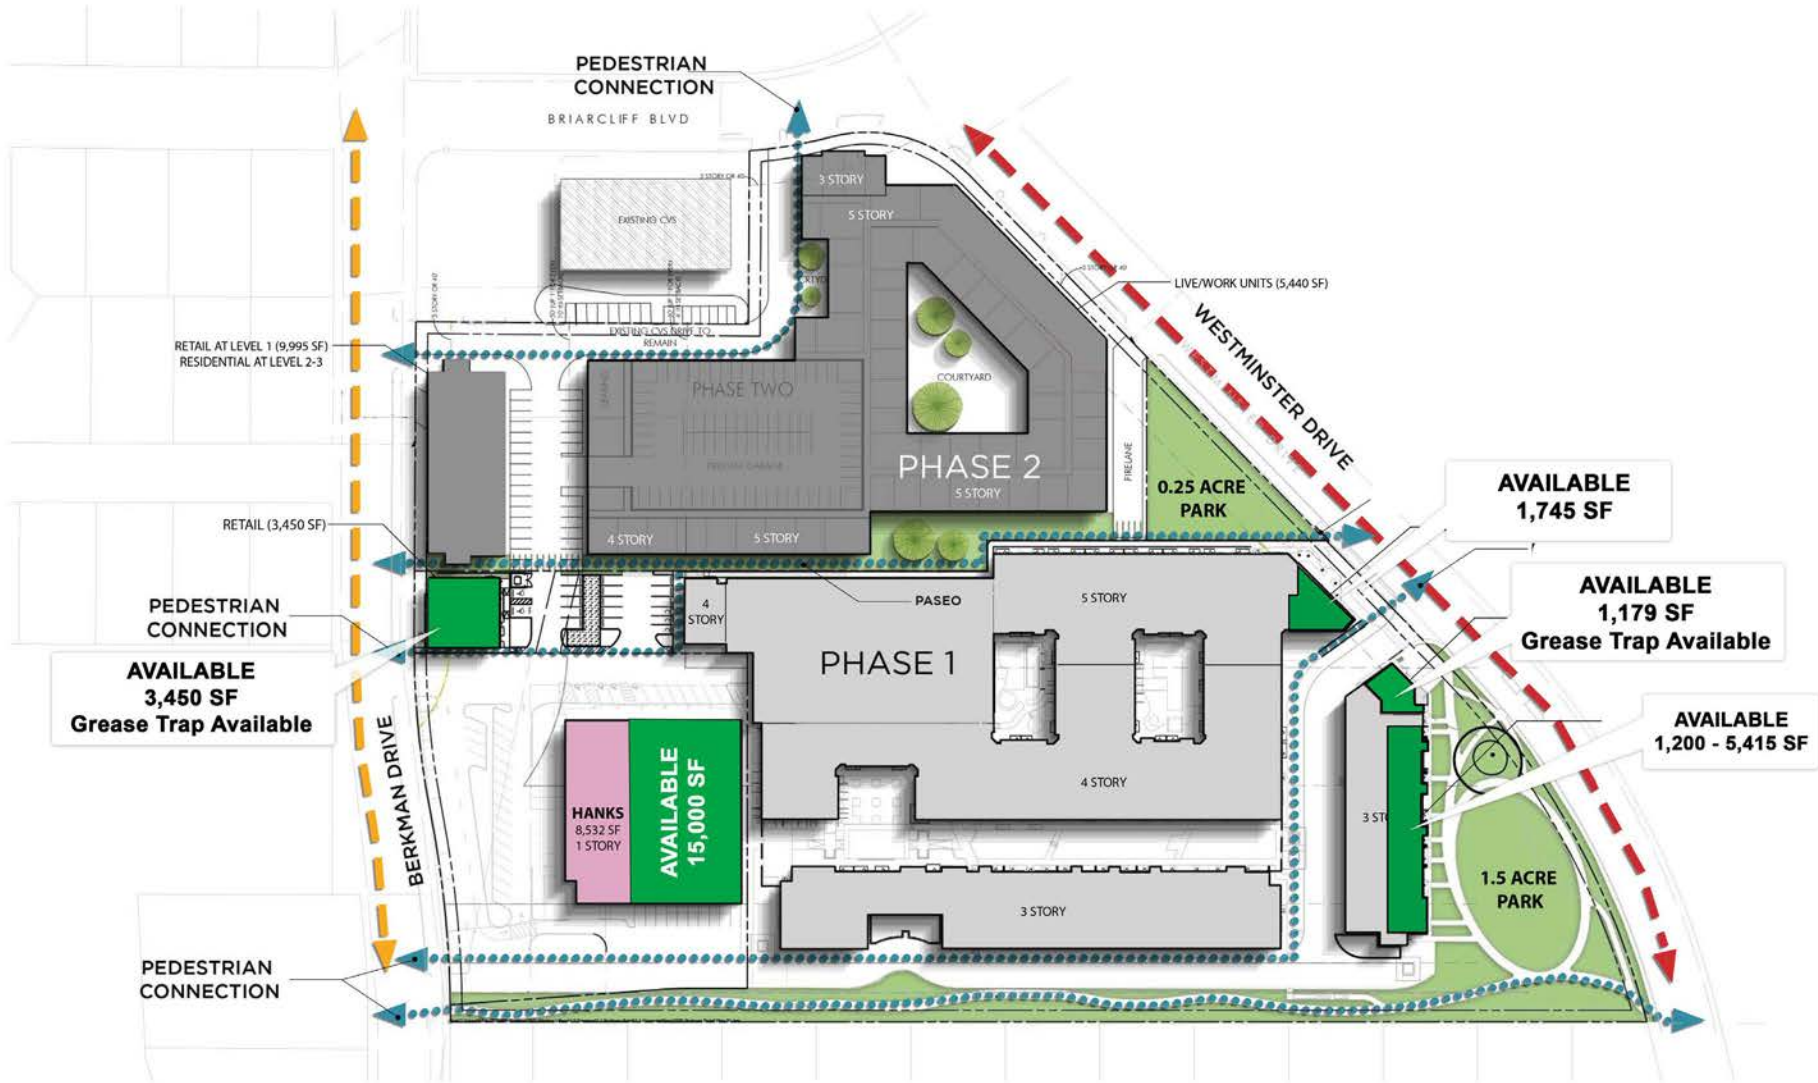 PEDESTRIAN
CONNECTION
BRIARCLIFF BLVD
3 STORY
5 STORY
EXISTING CVS
EXISTING CVS DRIVE TO
REMAIN
LIVE/WORK UNITS (5,440 SF)
WESTMINSTER DRIVE
RETAIL AT LEVEL 1 (9,995 SF)
RESIDENTIAL AT LEVEL 2-3
PHASE TWO
COURTYARD
PHASE 2
5 STORY
FIRELANE
0.25 ACRE
PARK
AVAILABLE
1,745 SF
RETAIL (3,450 SF)
4 STORY
5 STORY
AVAILABLE
1,179 SF
Grease Trap Available
PEDESTRIAN
CONNECTION
4
STORY
PASEO
5 STORY
PHASE 1
AVAILABLE
3,450 SF
Grease Trap Available
AVAILABLE
1,200 - 5,415 SF
BERKMAN DRIVE
HANKS
8,532 SF
1 STORY
AVAILABLE
15,000 SF
4 STORY
3 STO
1.5 ACRE
PARK
3 STORY
PEDESTRIAN
CONNECTION